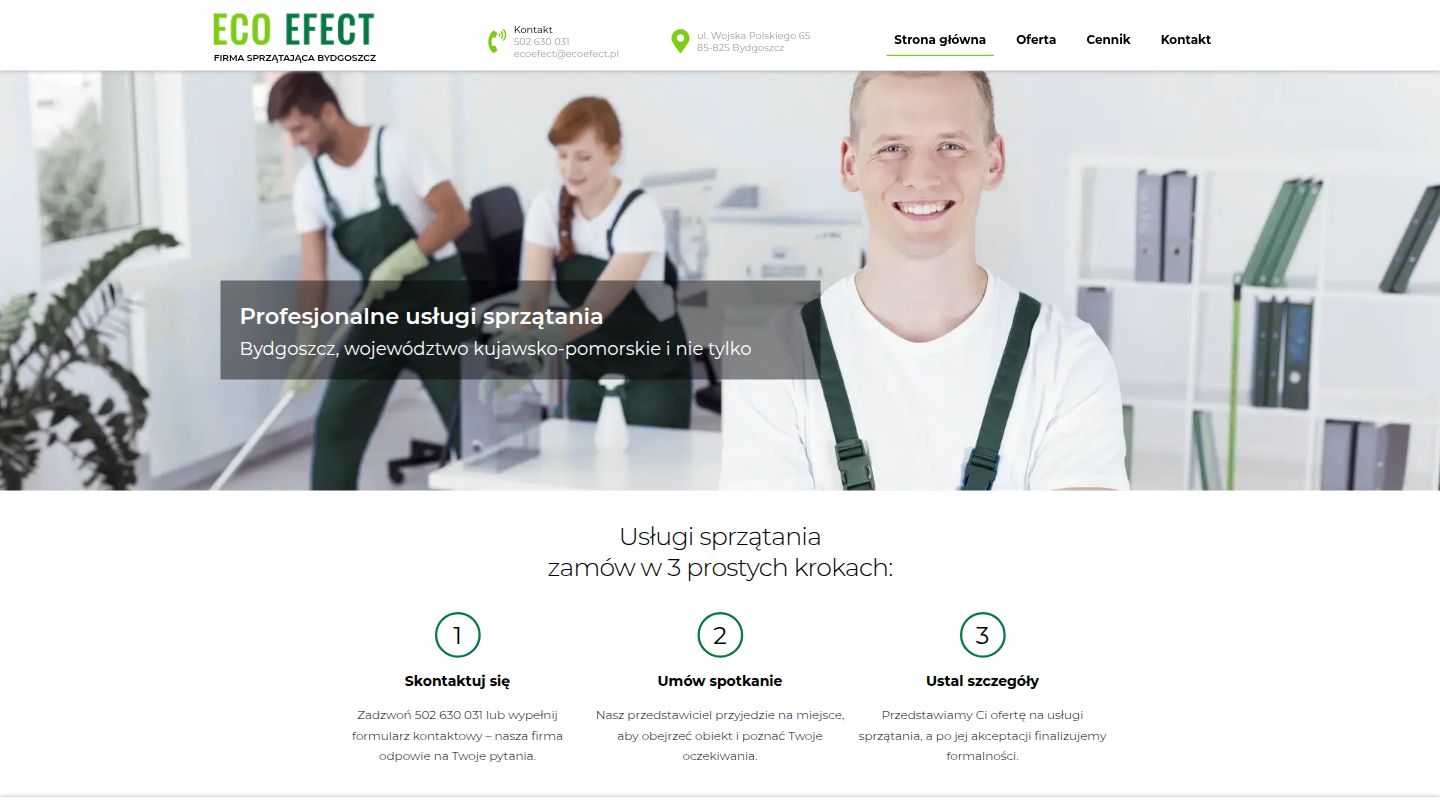 ECO EFECT
FIRMA SPRZĄTAJĄCA BYDGOSZCZ
Kontakt
502 630 031
ecoefect@ecoefect.pl
ul. Wojska Polskiego 65
85-825 Bydgoszcz
Strona główna
Oferta
Cennik
Kontakt
Profesjonalne usługi sprzątania
Bydgoszcz, województwo kujawsko-pomorskie i nie tylko
Usługi sprzątania
zamów w 3 prostych krokach:
1
Skontaktuj się
Zadzwoń 502 630 031 lub wypełnij
formularz kontaktowy – nasza firma
odpowie na Twoje pytania.
2
Umów spotkanie
Nasz przedstawiciel przyjedzie na miejsce,
aby obejrzeć obiekt i poznać Twoje
oczekiwania.
3
Ustal szczegóły
Przedstawiamy Ci ofertę na usługi
sprzątania, a po jej akceptacji finalizujemy
formalności.